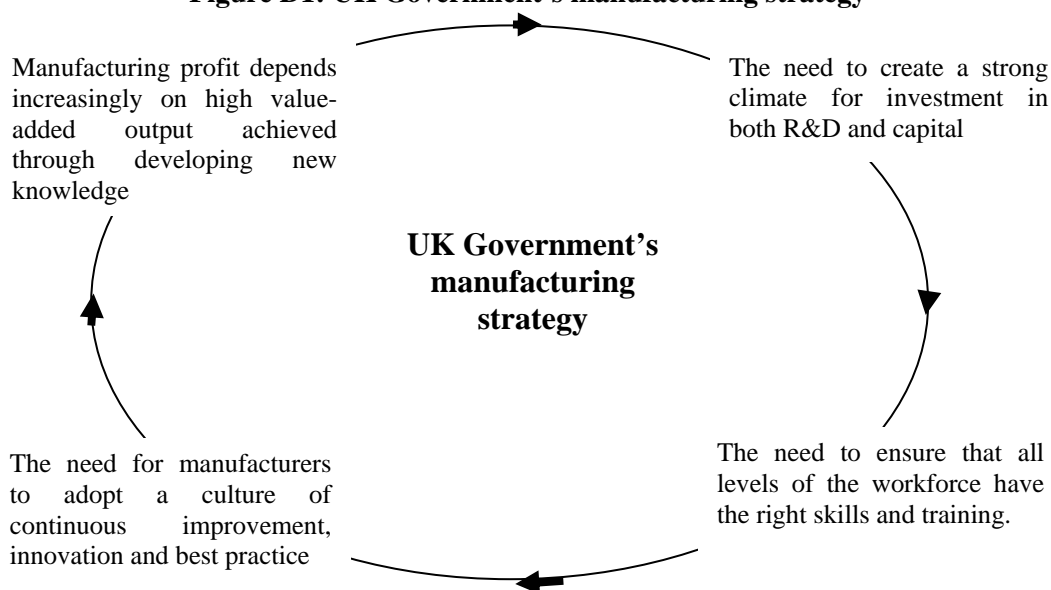 Figure D1: UK Government's manufacturing strategy
Manufacturing profit depends
increasingly on high value-
added output achieved
through developing new
knowledge
The need to create a strong
climate for investment in
both R&D and capital
UK Government's
manufacturing
strategy
The need for manufacturers
to adopt a culture of
continuous improvement,
innovation and best practice
The need to ensure that all
levels of the workforce have
the right skills and training.